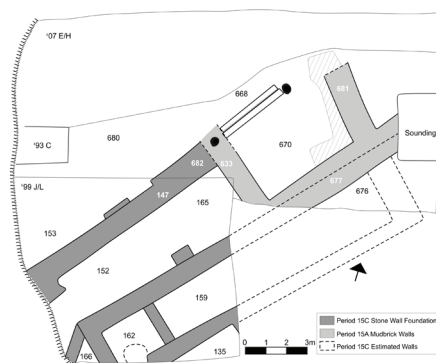 '07 E/H
668
681
'93 C
680
Sounding
670
682
633
'99 J/L
147
677
165
676
153
152
159
162
166
135
0 1 2 3m
Period 15C Stone Wall Foundation
Period 15A Mudbrick Walls
Period 15C Estimated Walls